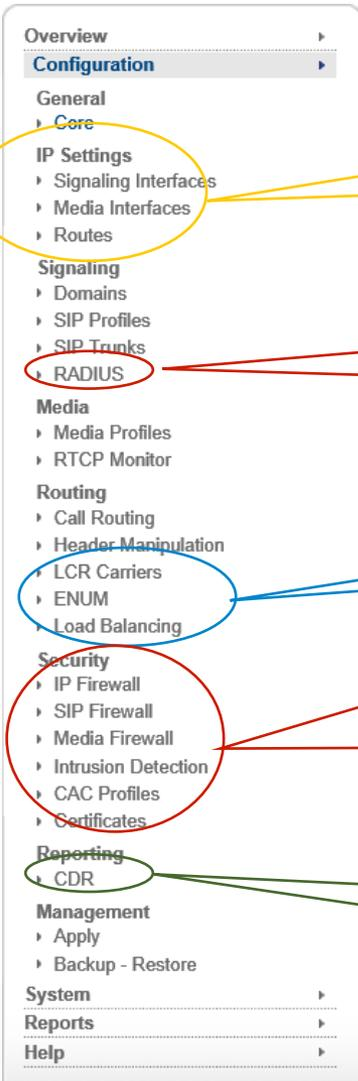 Overview
Configuration
General
Core
IP Settings
Signaling Interfaces
Media Interfaces
Routes
Signaling
Domains
SIP Profiles
SIP Trunks
RADIUS
Media
Media Profiles
RTCP Monitor
Routing
Call Routing
Header Manipulation
LCR Carriers
ENUM
Load Balancing
Security
IP Firewall
SIP Firewall
Media Firewall
Intrusion Detection
CAC Profiles
Certificates
Reporting
CDR
Management
Apply
Backup - Restore
System
Reports
Help